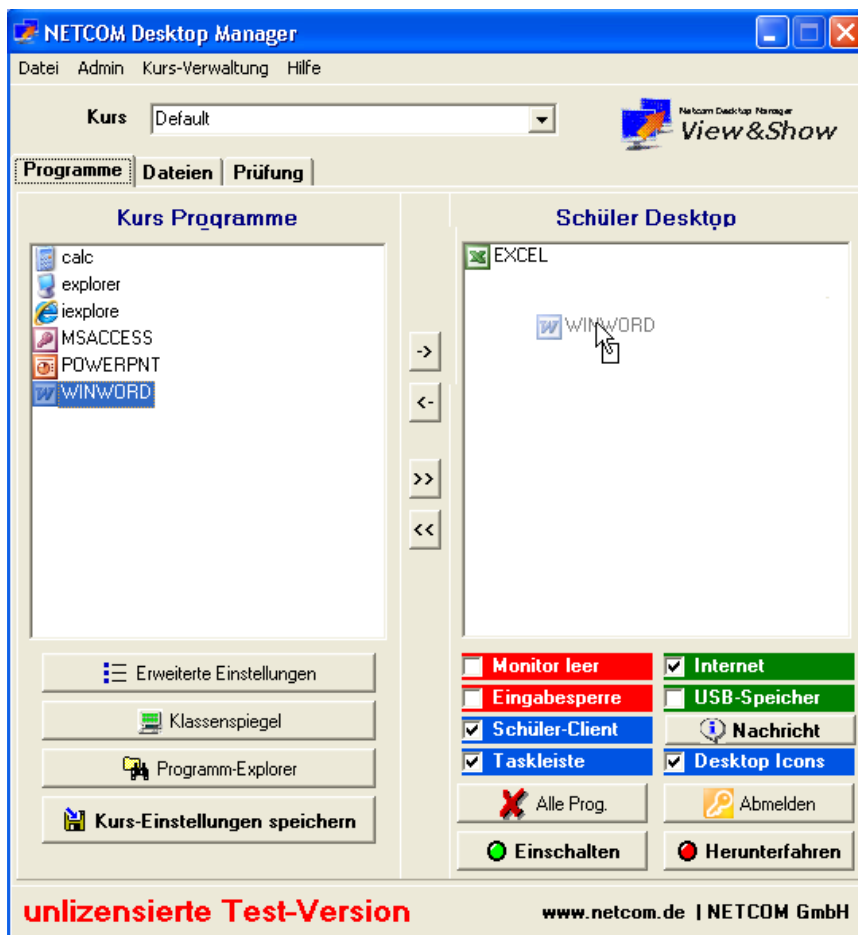 NETCOM Desktop Manager
Datei Admin Kurs-Verwaltung Hilfe
Kurs Default
Netcom Desktop Manager
View&Show
Programme Dateien Prüfung
Kurs Programme
calc
explorer
iexplore
MSACCESS
POWERPNT
WINWORD
->
<-
>>
<<
Schüler Desktop
EXCEL
WINWORD
Erweiterte Einstellungen
Klassenspiegel
Programm-Explorer
Kurs-Einstellungen speichern
Monitor leer Internet
Eingabesperre USB-Speicher
Schüler-Client Nachricht
Taskleiste Desktop Icons
Alle Prog. Abmelden
Einschalten Herunterfahren
unlizensierte Test-Version www.netcom.de | NETCOM GmbH